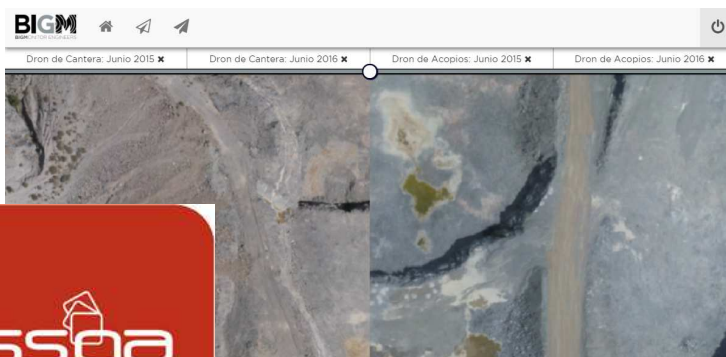 BIGM
Dron de Cantera: Junio 2015 ✖
Dron de Cantera: Junio 2016 ✖
Dron de Acopios: Junio 2015 ✖
Dron de Acopios: Junio 2016 ✖